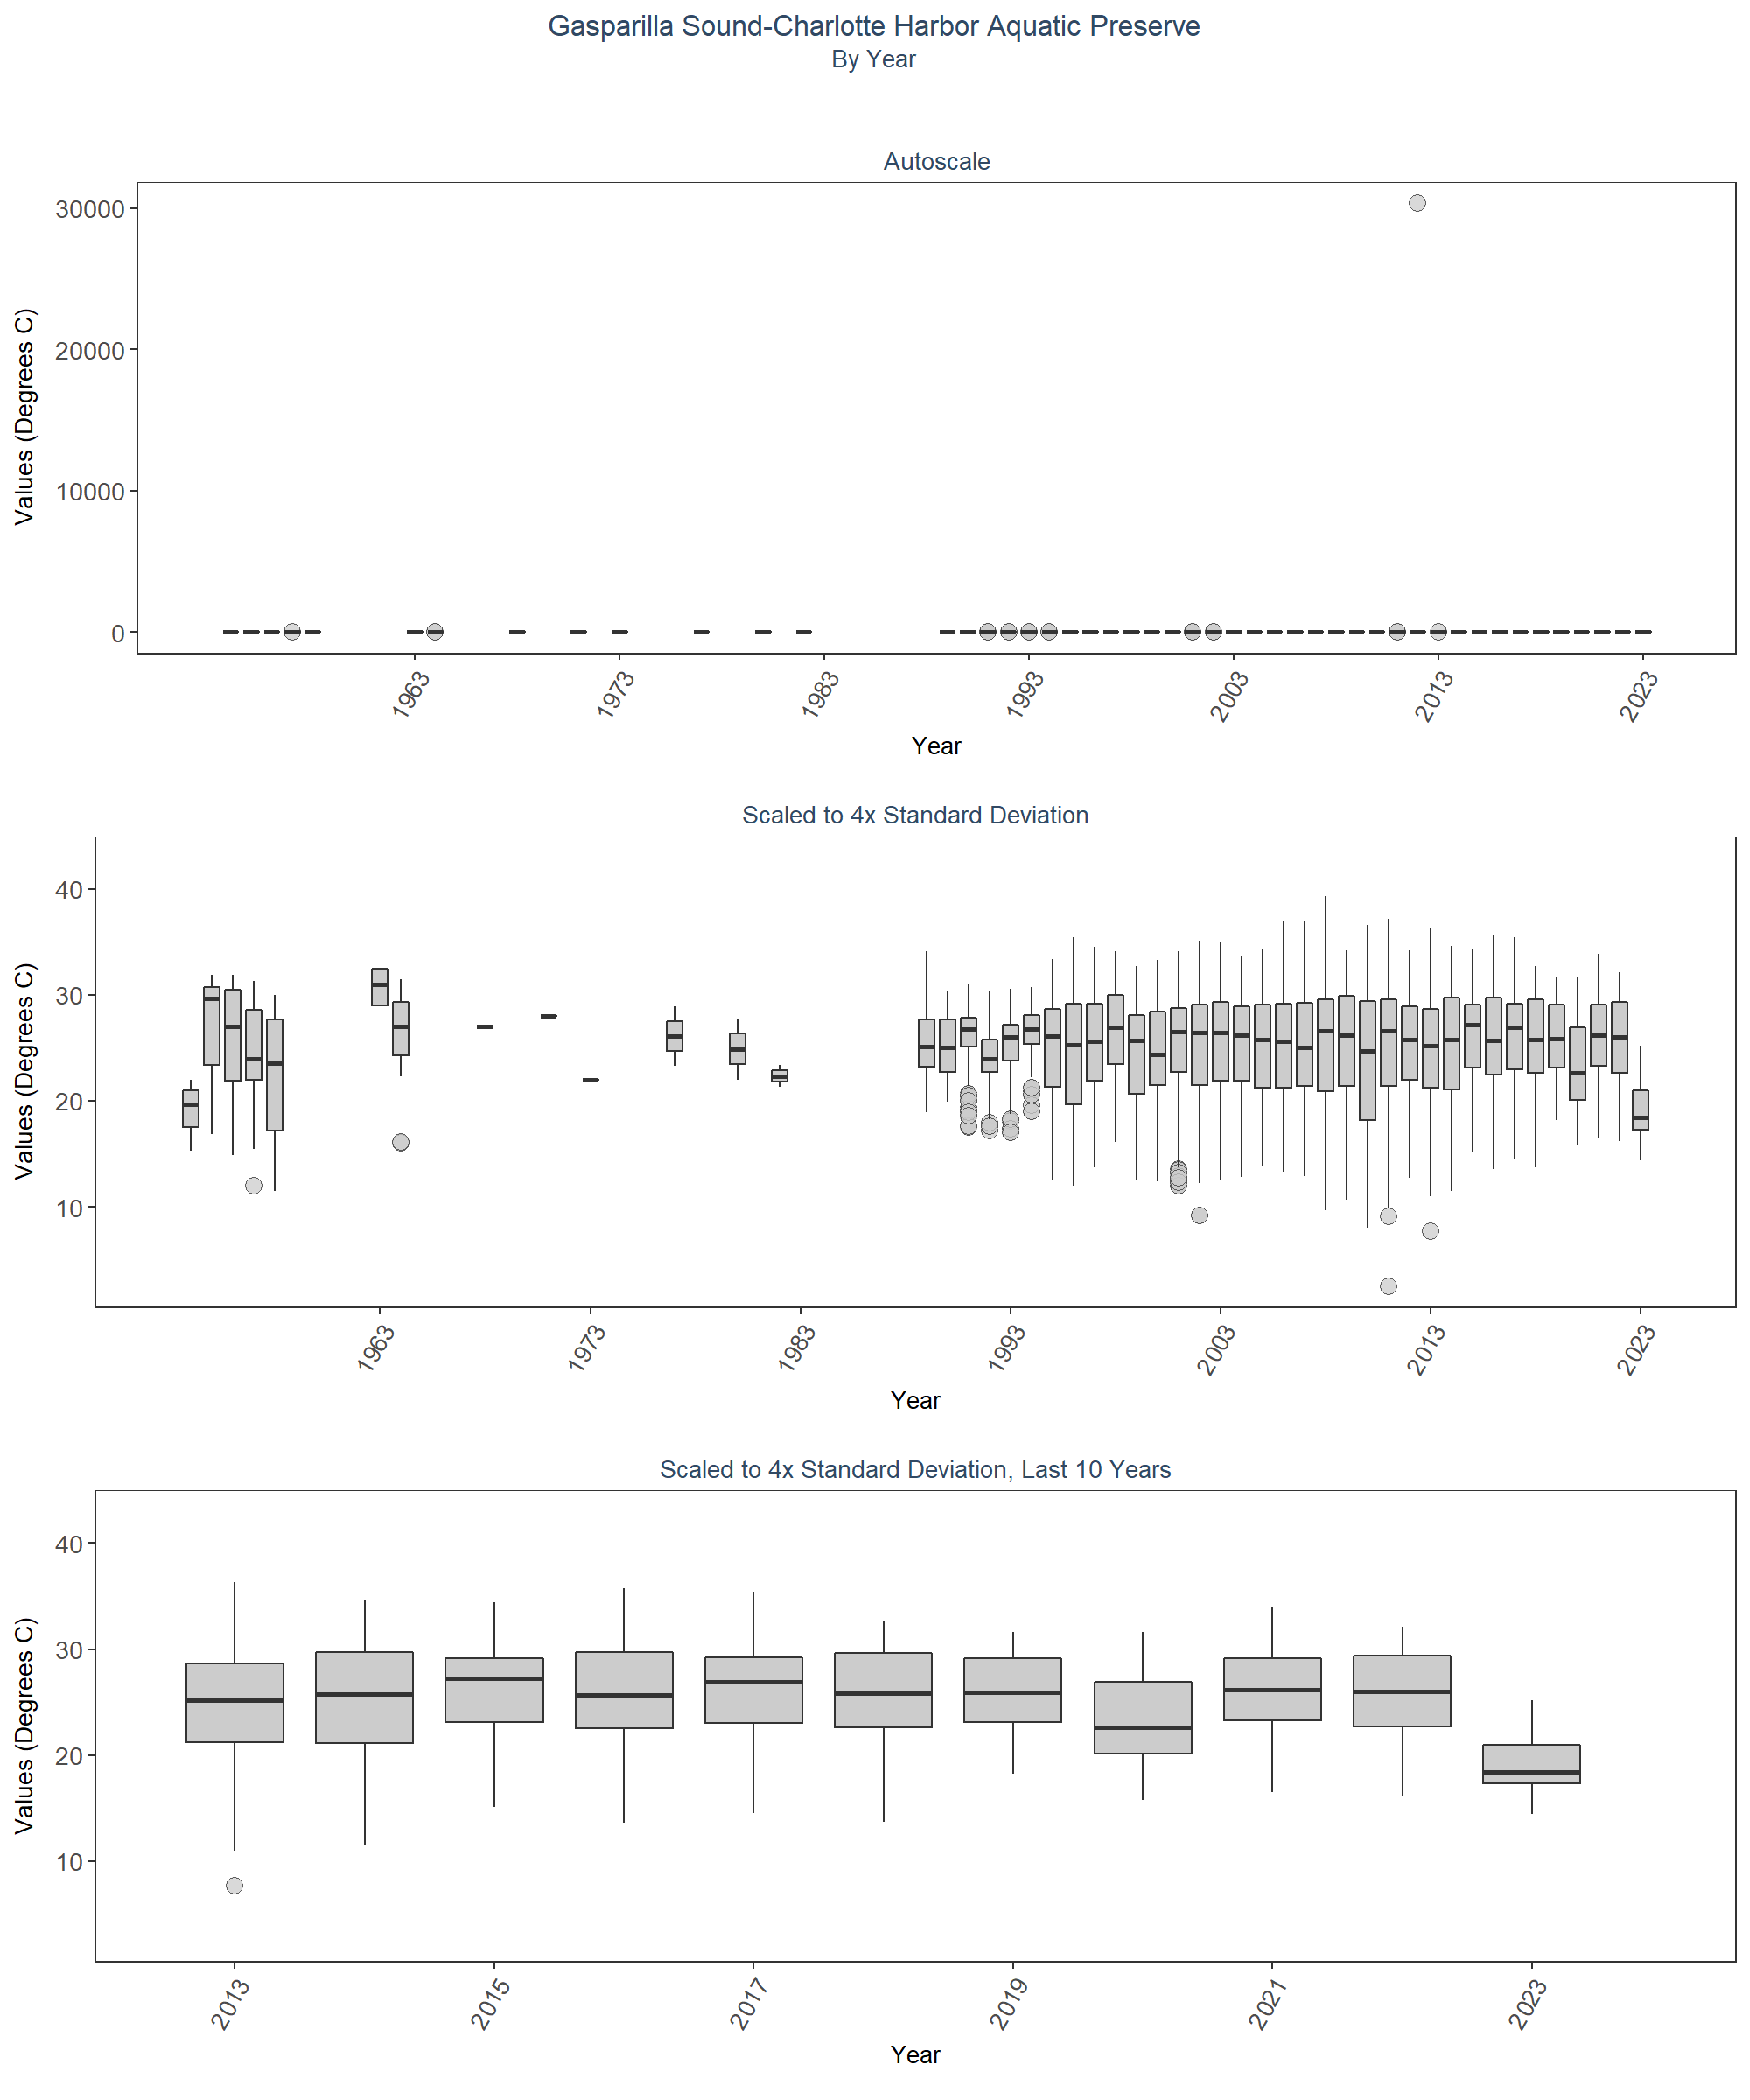 Gasparilla Sound-Charlotte Harbor Aquatic Preserve
By Year
Autoscale
Values (Degrees C)
30000
20000
10000
0
1963
1973
1983
1993
2003
2013
2023
Year
Scaled to 4x Standard Deviation
Values (Degrees C)
40
30
20
10
1963
1973
1983
1993
2003
2013
2023
Year
Scaled to 4x Standard Deviation, Last 10 Years
Values (Degrees C)
40
30
20
10
2013
2015
2017
2019
2021
2023
Year